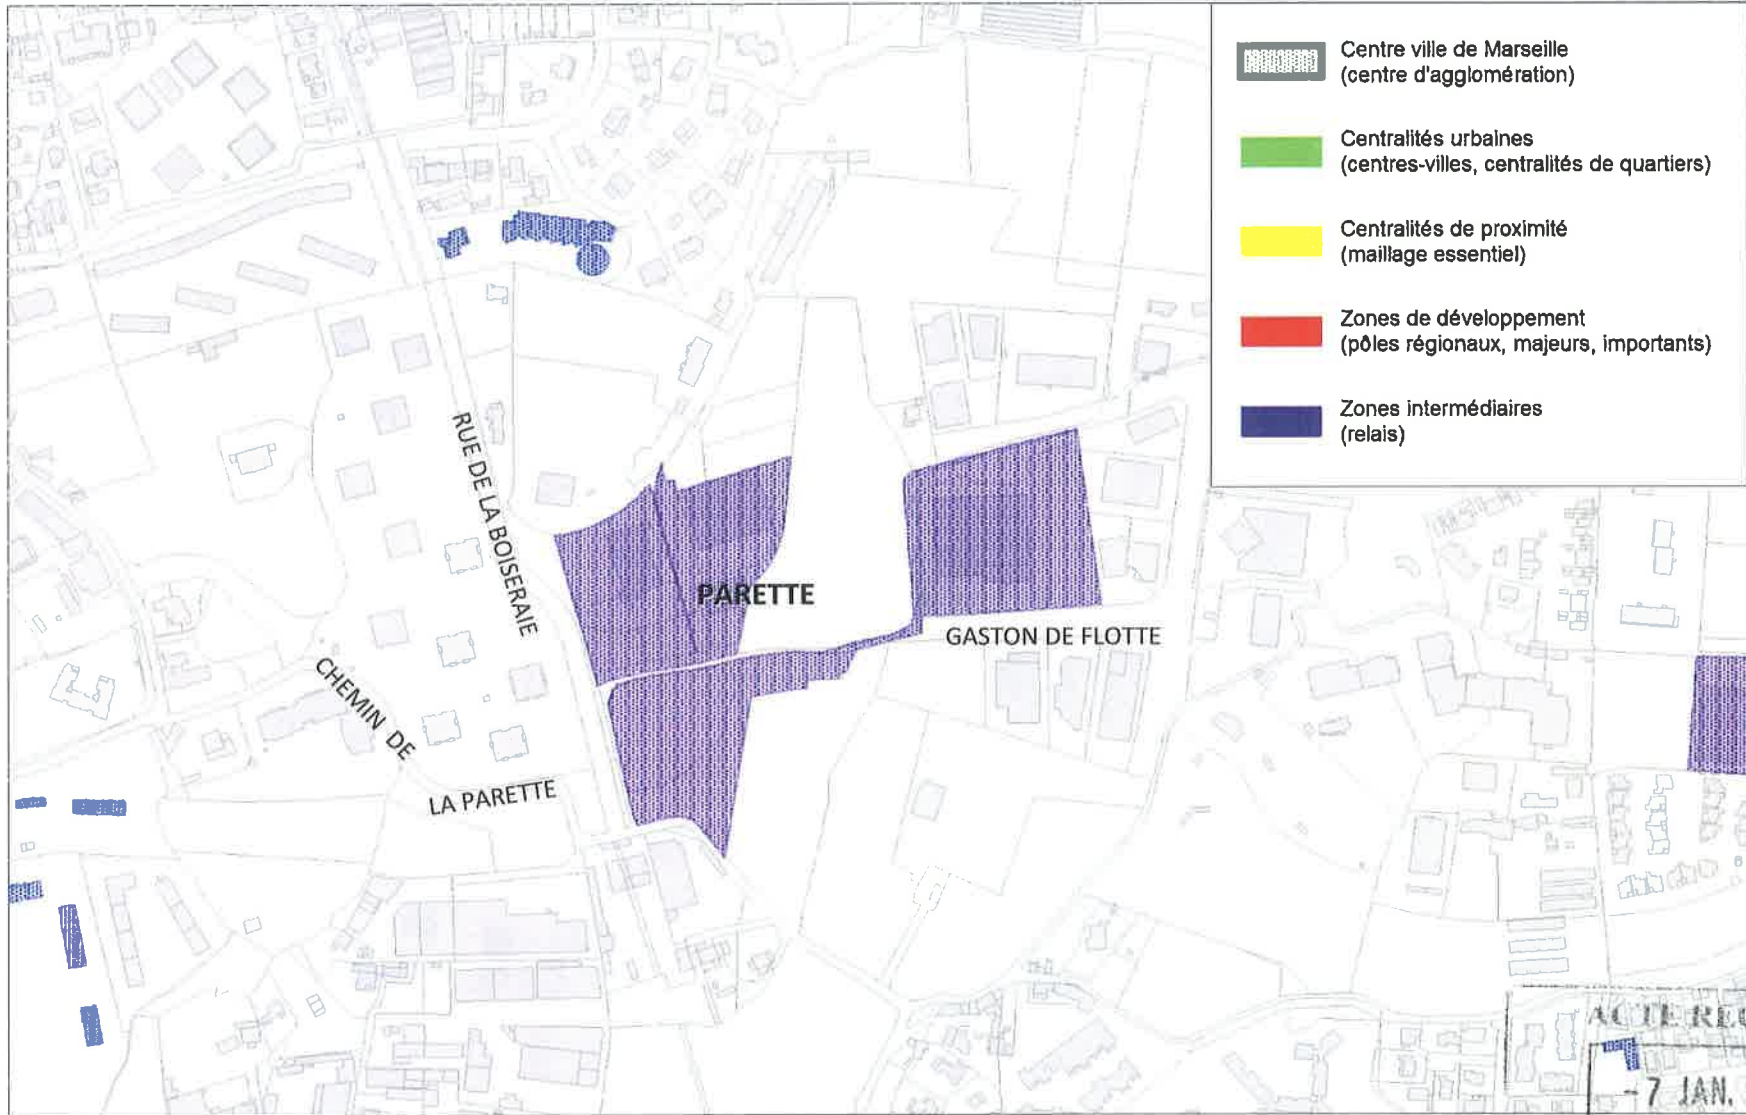 Centre ville de Marseille
(centre d'agglomération)
Centralités urbaines
(centres-villes, centralités de quartiers)
Centralités de proximité
(maillage essentiel)
Zones de développement
(pôles régionaux, majeurs, importants)
Zones intermédiaires
(relais)
RUE DE LA BOISERAIE
PARETTE
GASTON DE FLOTTE
CHEMIN DE
LA PARETTE
ACTE REÇ
-7 JAN.